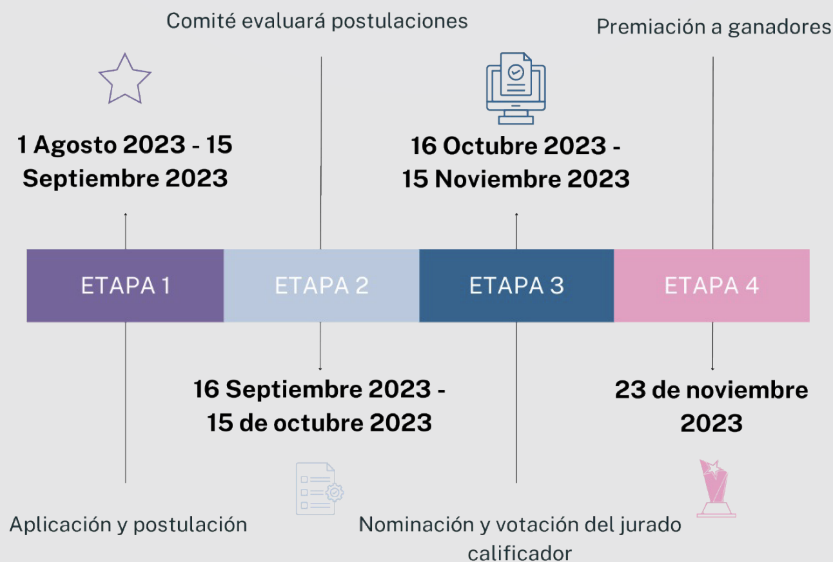 Comité evaluará postulaciones
Premiación a ganadores
1 Agosto 2023 - 15
Septiembre 2023
16 Octubre 2023 -
15 Noviembre 2023
ETAPA 1
ETAPA 2
ETAPA 3
ETAPA 4
16 Septiembre 2023 -
15 de octubre 2023
23 de noviembre
2023
Aplicación y postulación
Nominación y votación del jurado
calificador